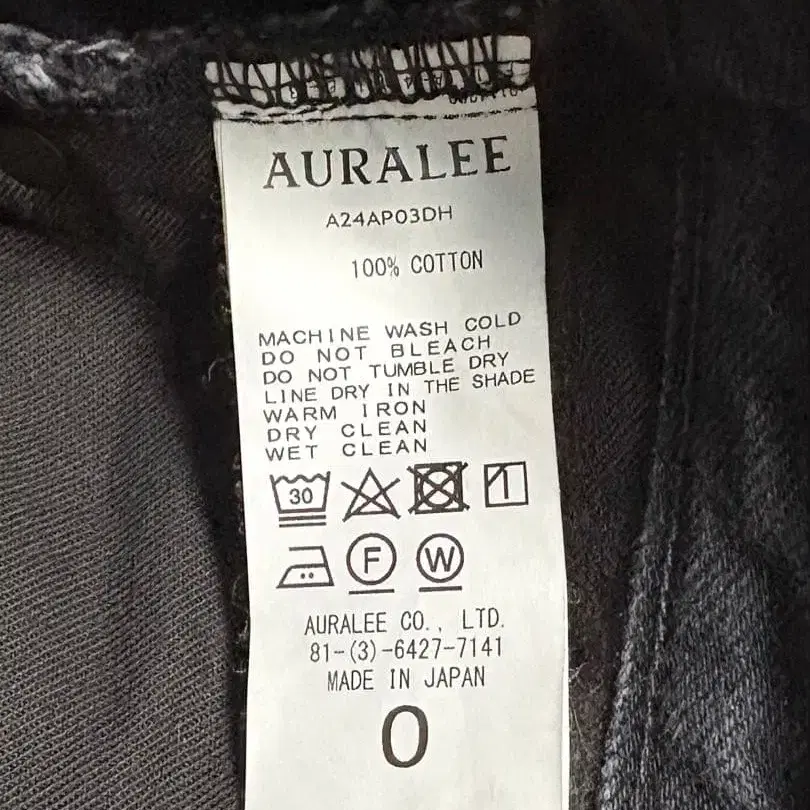 AURALEE
A24AP03DH
100% COTTON
MACHINE WASH COLD
DO NOT BLEACH
DO NOT TUMBLE DRY
LINE DRY IN THE SHADE
WARM IRON
DRY CLEAN
WET CLEAN
30
F W
AURALEE CO., LTD.
81-(3)-6427-7141
MADE IN JAPAN
0